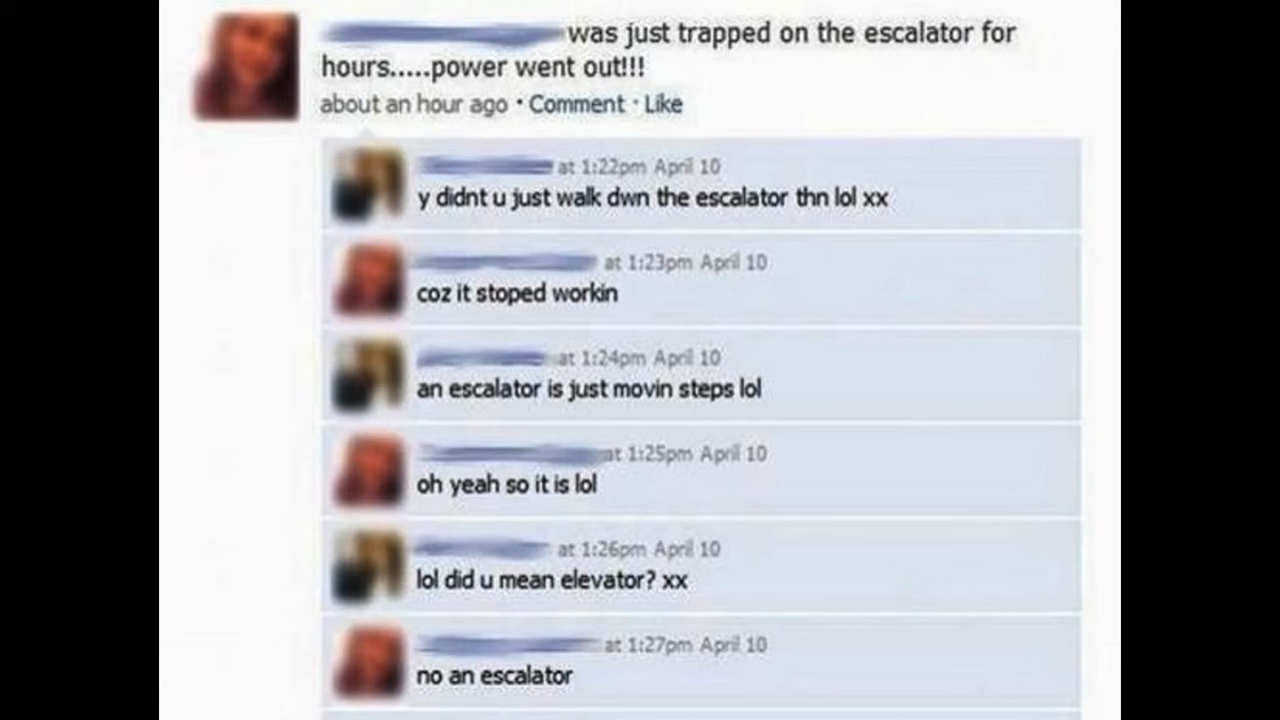 was just trapped on the escalator for
hours.....power went out!!!
about an hour ago · Comment · Like
at 1:22pm April 10
y didnt u just walk dwn the escalator thn lol xx
at 1:23pm April 10
coz it stoped workin
at 1:24pm April 10
an escalator is just movin steps lol
at 1:25pm April 10
oh yeah so it is lol
at 1:26pm April 10
lol did u mean elevator? xx
at 1:27pm April 10
no an escalator